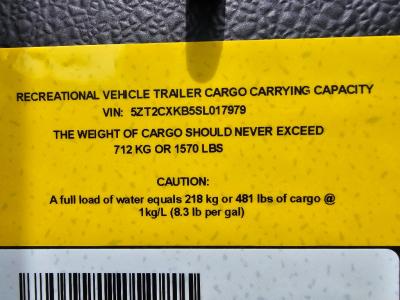 RECREATIONAL VEHICLE TRAILER CARGO CARRYING CAPACITY
VIN: 5ZT2CXKB5SL017979
THE WEIGHT OF CARGO SHOULD NEVER EXCEED
712 KG OR 1570 LBS
CAUTION:
A full load of water equals 218 kg or 481 lbs of cargo @
1kg/L (8.3 lb per gal)